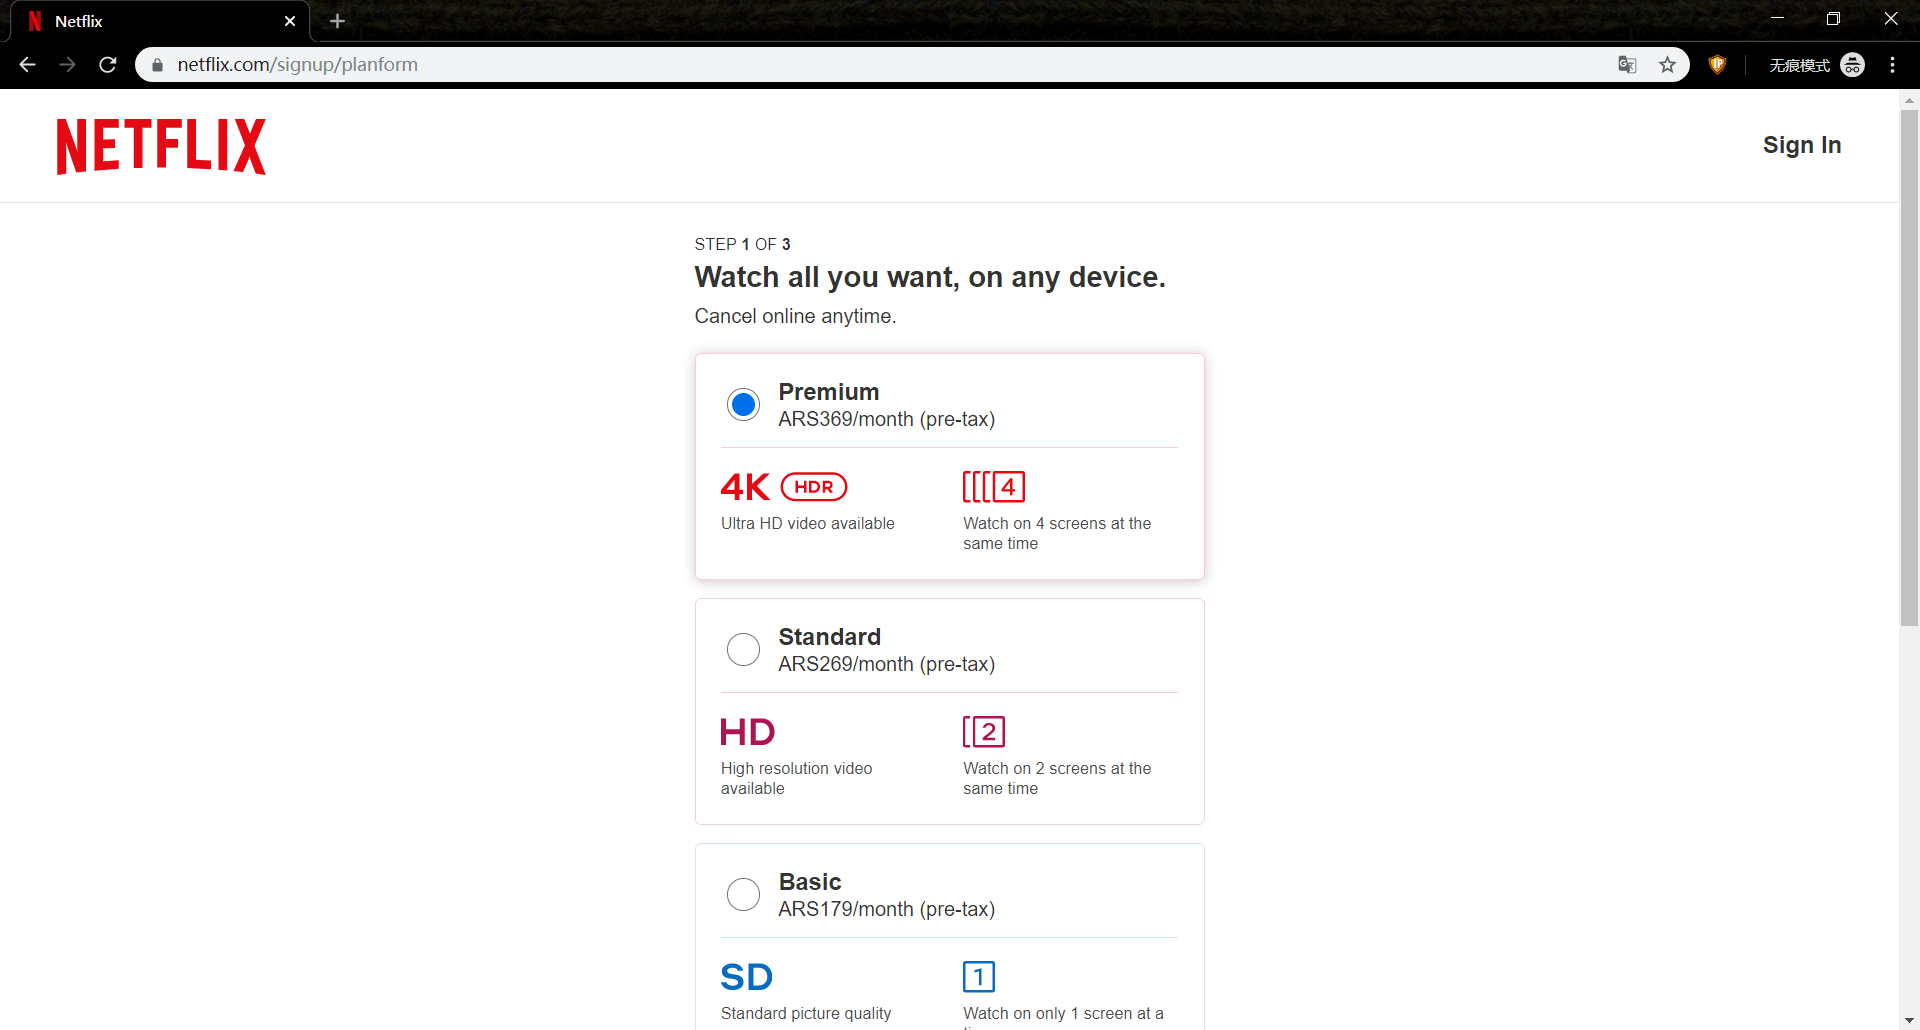 Netflix
netflix.com/signup/planform
无痕模式
NETFLIX
Sign In
STEP 1 OF 3
Watch all you want, on any device.
Cancel online anytime.
Premium
ARS369/month (pre-tax)
4K HDR
Ultra HD video available
4
Watch on 4 screens at the
same time
Standard
ARS269/month (pre-tax)
HD
High resolution video
available
2
Watch on 2 screens at the
same time
Basic
ARS179/month (pre-tax)
SD
Standard picture quality
1
Watch on only 1 screen at a